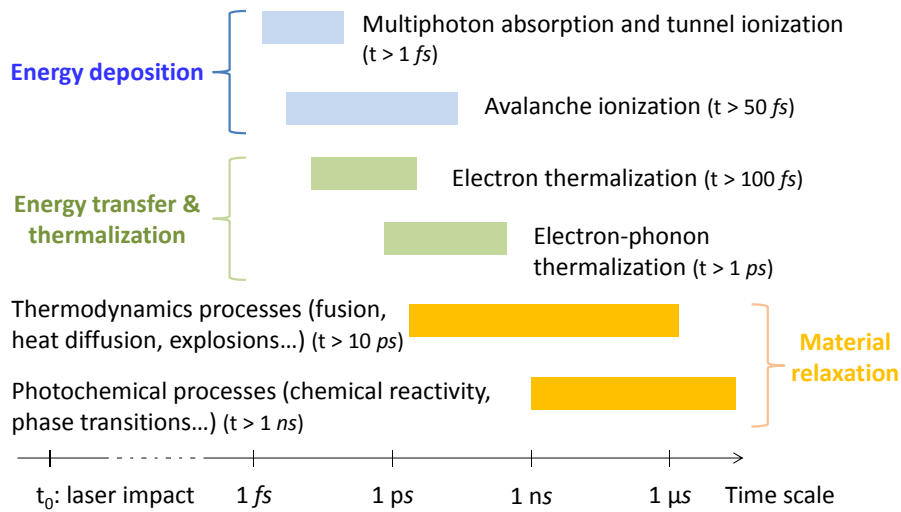 Multiphoton absorption and tunnel ionization
(t > 1 fs)
Energy deposition
Avalanche ionization (t > 50 fs)
Electron thermalization (t > 100 fs)
Energy transfer &
thermalization
Electron-phonon
thermalization (t > 1 ps)
Thermodynamics processes (fusion,
heat diffusion, explosions…) (t > 10 ps)
Material
relaxation
Photochemical processes (chemical reactivity,
phase transitions…) (t > 1 ns)
t₀: laser impact 1 fs 1 ps 1 ns 1 µs Time scale